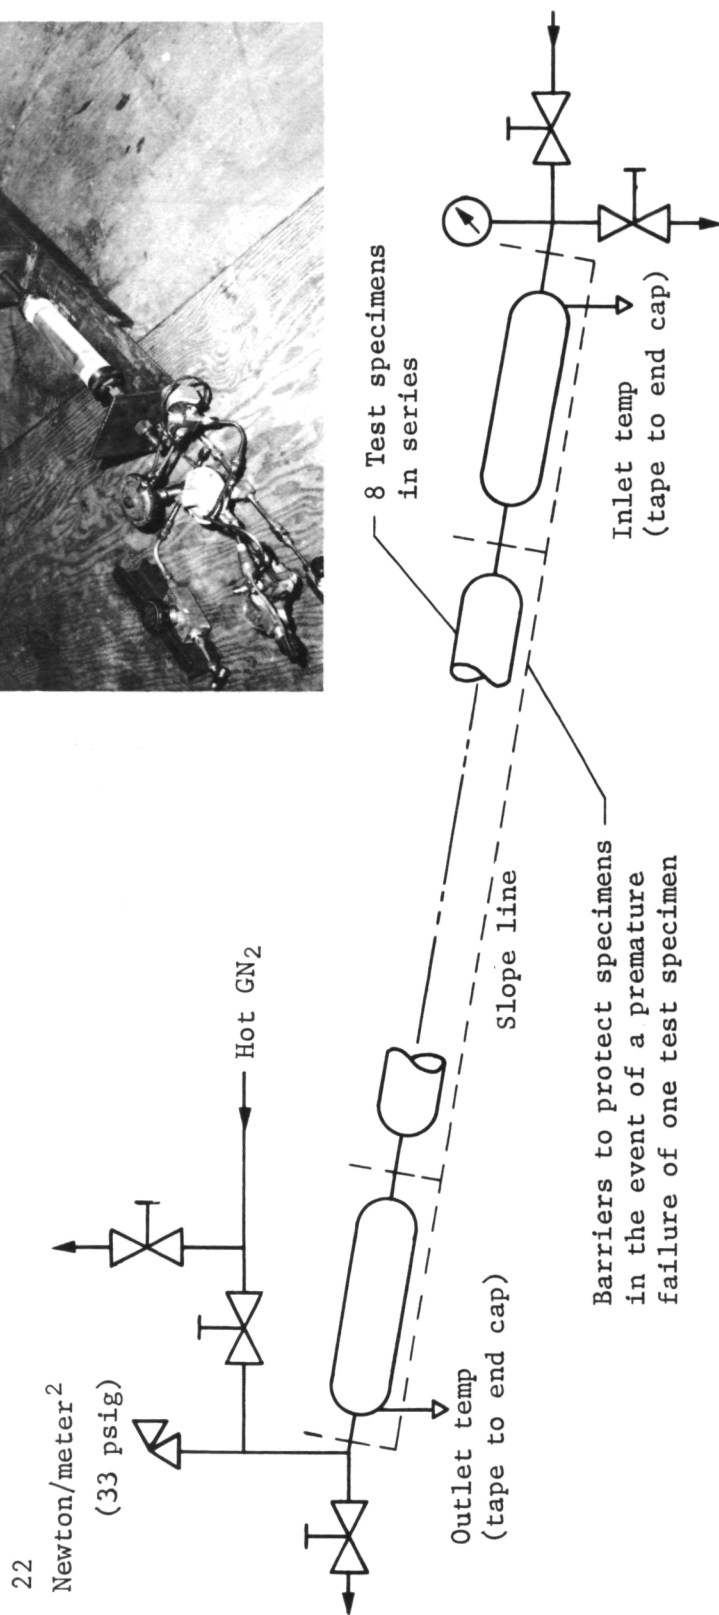 22
Newton/meter²
(33 psig)
Hot GN₂
8 Test specimens
in series
Slope line
Outlet temp
(tape to end cap)
Inlet temp
(tape to end cap)
Barriers to protect specimens
in the event of a premature
failure of one test specimen